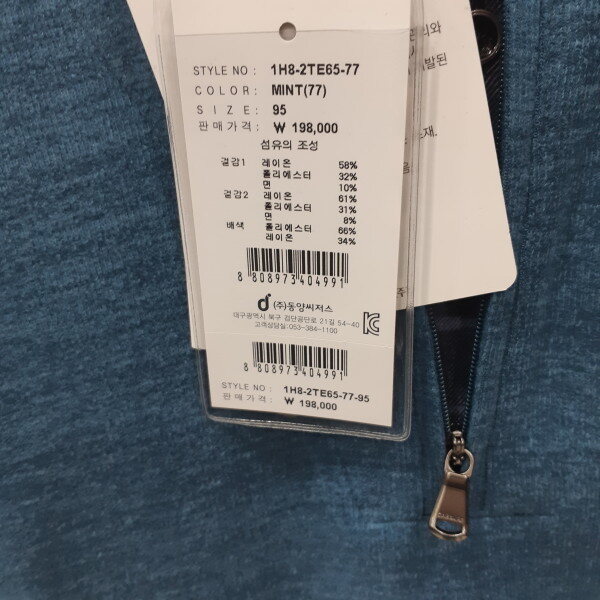 STYLE NO : 1H8-2TE65-77
COLOR: MINT(77)
SIZE : 95
판매가격 : ₩ 198,000
섬유의 조성
겉감1 레이온 58%
폴리에스터 32%
면 10%
겉감2 레이온 61%
폴리에스터 31%
면 8%
배색 폴리에스터 66%
레이온 34%
8 808973 404991
(주)동양씨저스
대구광역시 북구 검단공단로 21길 54-40
고객상담실:053-384-1100
8 808973 404991
STYLE NO : 1H8-2TE65-77-95
판매가격 : ₩ 198,000